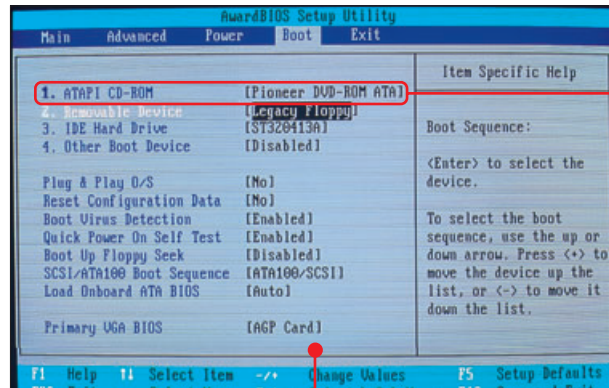 AwardBIOS Setup Utility
Main Advanced Power Boot Exit
Item Specific Help
1. ATAPI CD-ROM [Pioneer DVD-ROM ATA]
2. Removable Device [Legacy Floppy]
3. IDE Hard Drive [ST320413A]
4. Other Boot Device [Disabled]
Plug & Play O/S [No]
Reset Configuration Data [No]
Boot Virus Detection [Enabled]
Quick Power On Self Test [Enabled]
Boot Up Floppy Seek [Disabled]
SCSI/ATA100 Boot Sequence [ATA100/SCSI]
Load Onboard ATA BIOS [Auto]
Primary VGA BIOS [AGP Card]
Boot Sequence:
<Enter> to select the
device.
To select the boot
sequence, use the up or
down arrow. Press <+> to
move the device up the
list, or <-> to move it
down the list.
F1 Help ↑↓ Select Item -/+ Change Values F5 Setup Defaults